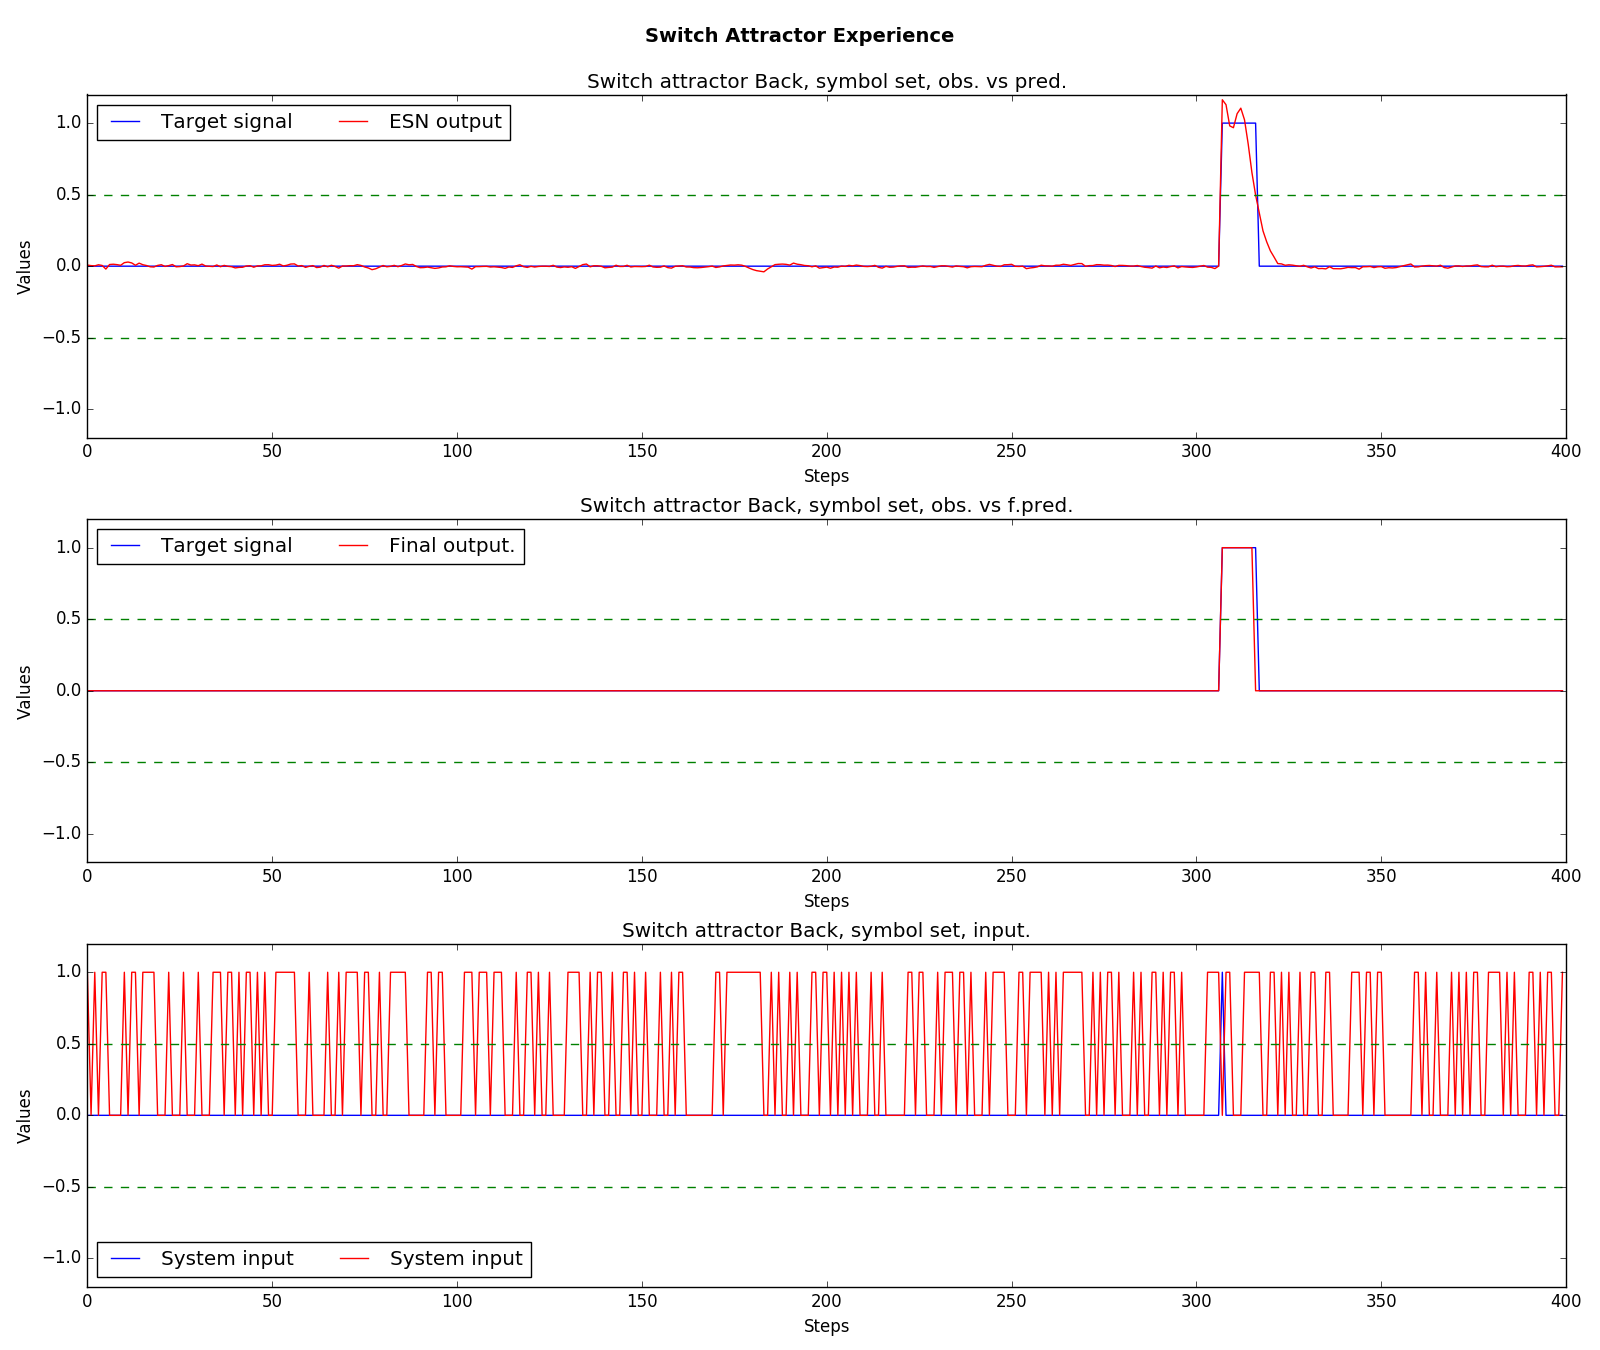 Switch Attractor Experience
Switch attractor Back, symbol set, obs. vs pred.
Target signal ESN output
1.0
0.5
0.0
−0.5
−1.0
Values
0 50 100 150 200 250 300 350 400
Steps
Switch attractor Back, symbol set, obs. vs f.pred.
Target signal Final output.
1.0
0.5
0.0
−0.5
−1.0
Values
0 50 100 150 200 250 300 350 400
Steps
Switch attractor Back, symbol set, input.
1.0
0.5
0.0
−0.5
−1.0
Values
System input System input
0 50 100 150 200 250 300 350 400
Steps